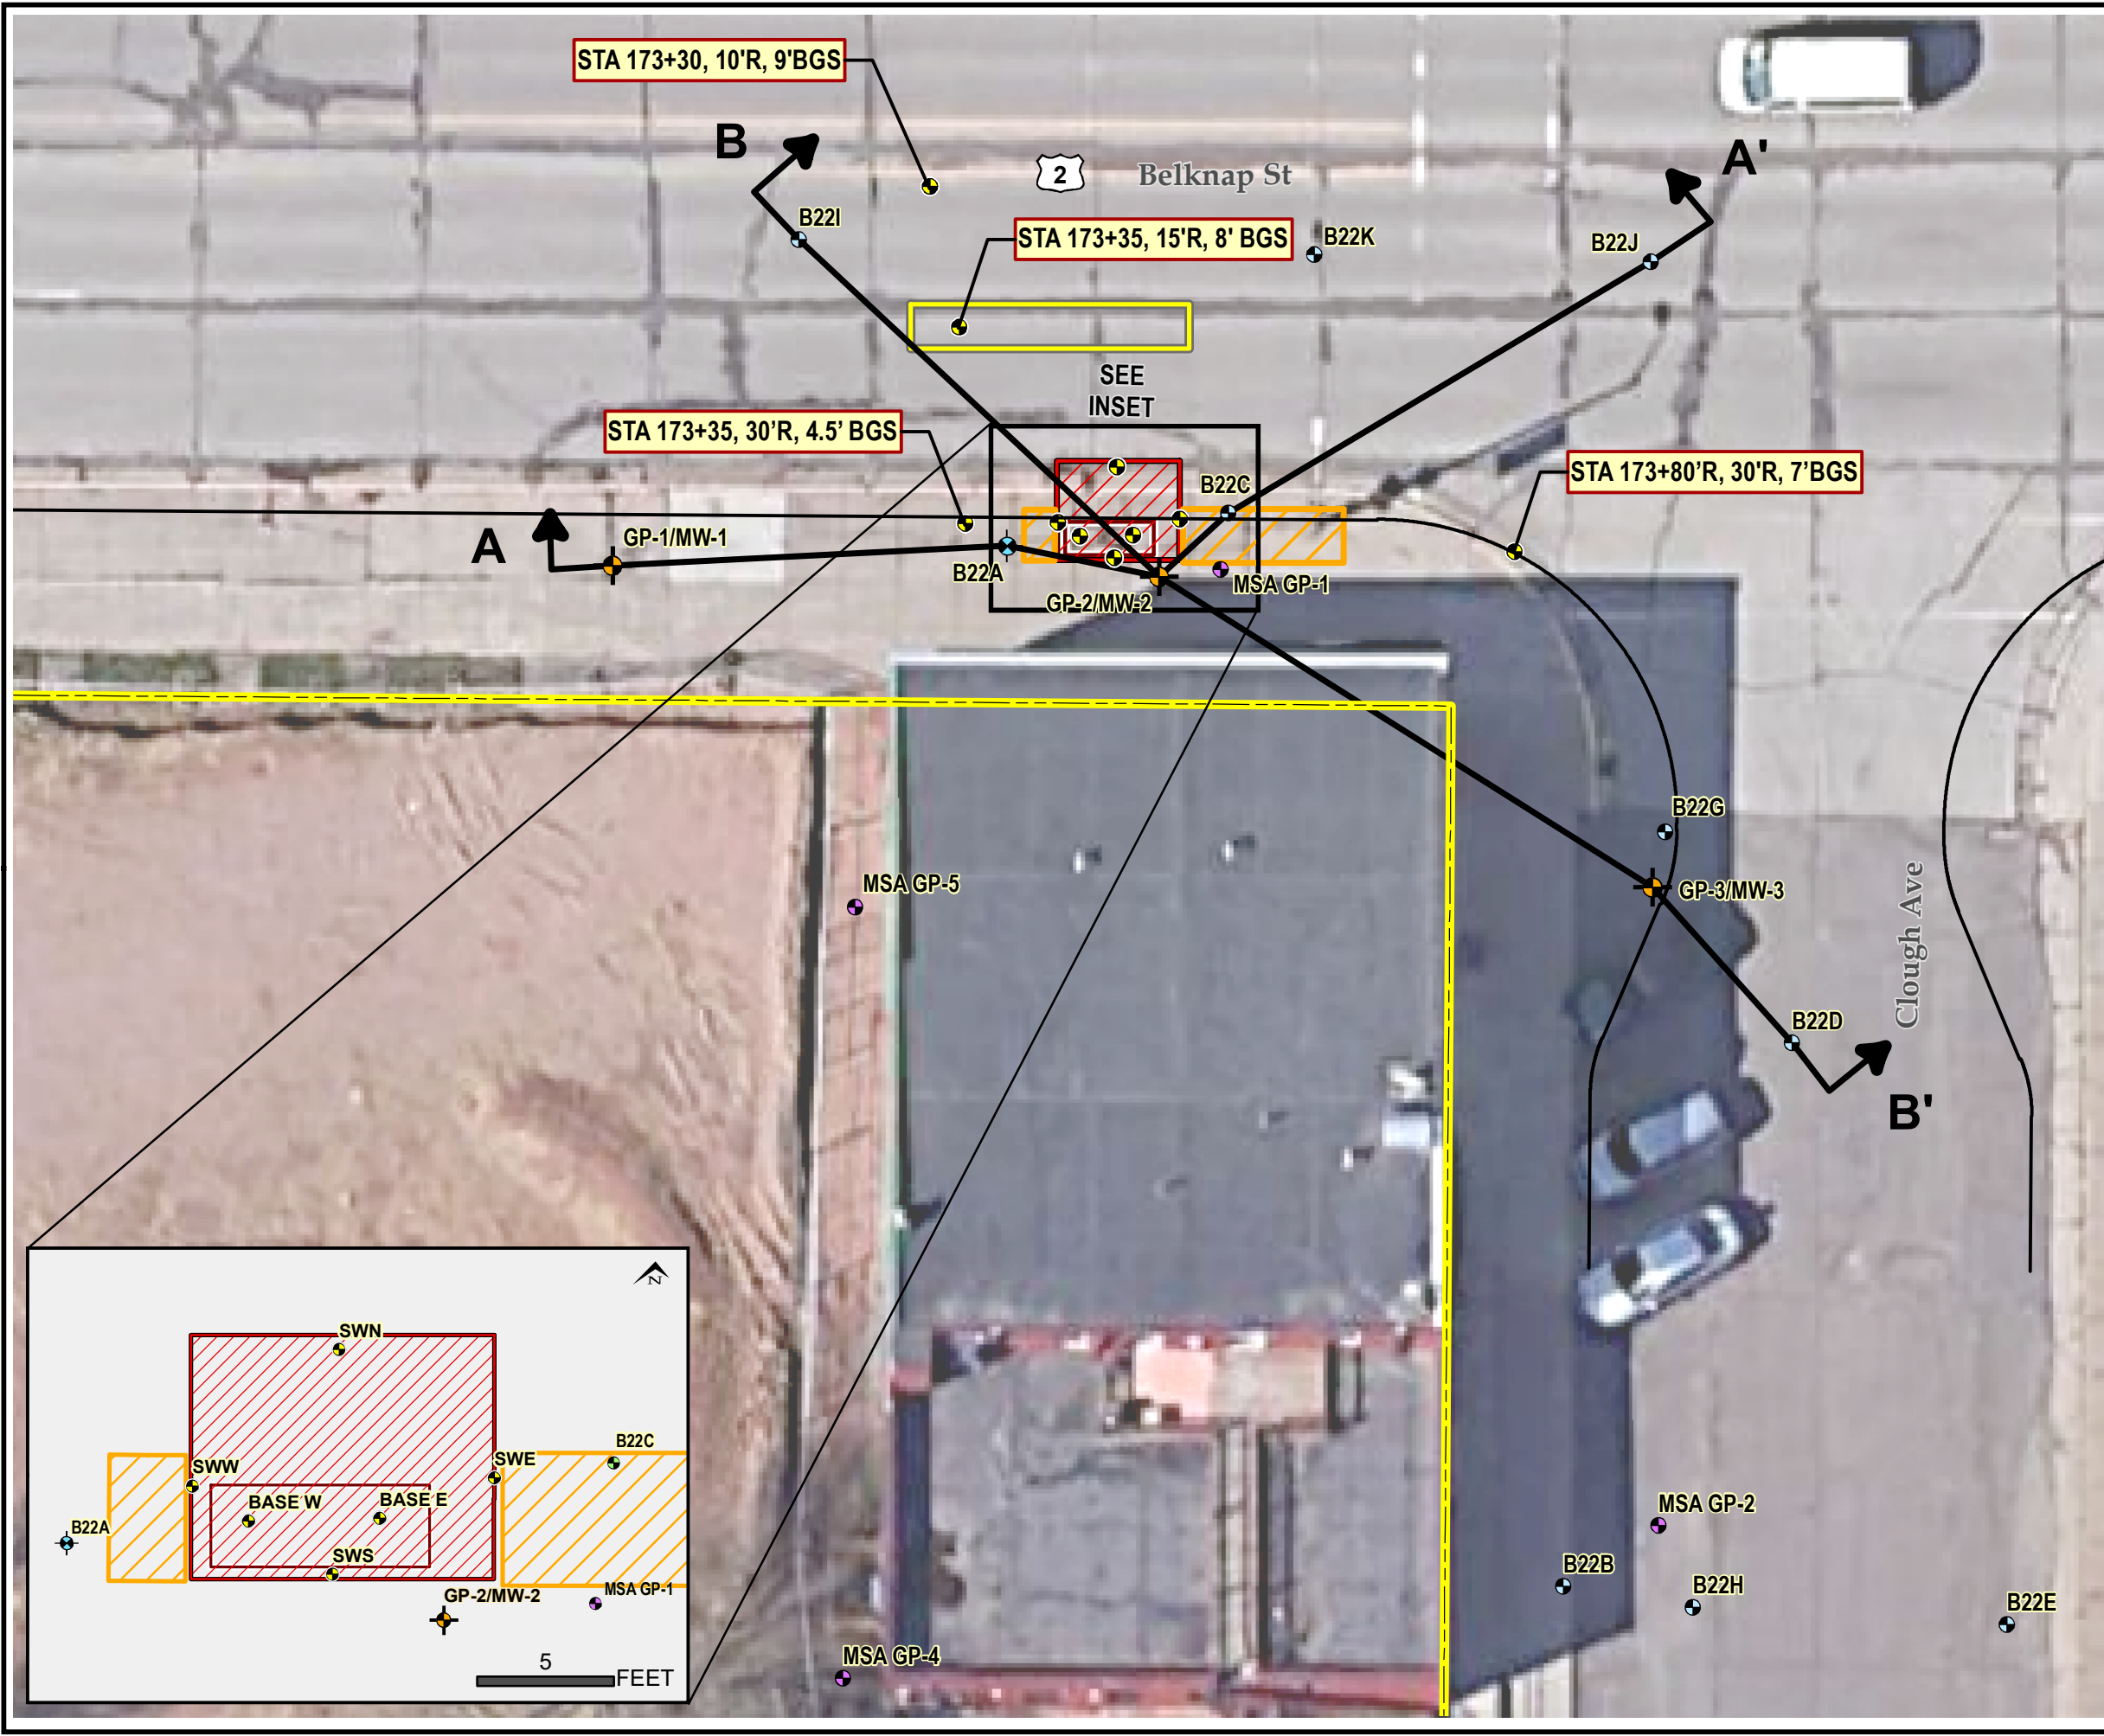 STA 173+30, 10'R, 9'BGS
B
A'
2
Belknap St
B22I
STA 173+35, 15'R, 8' BGS
B22K
B22J
SEE
INSET
STA 173+35, 30’R, 4.5’ BGS
STA 173+80’R, 30'R, 7’BGS
B22C
A
GP-1/MW-1
B22A
MSA GP-1
GP-2/MW-2
B22G
MSA GP-5
GP-3/MW-3
Clough Ave
B22D
B'
N
SWN
B22C
SWW
SWE
BASE W
BASE E
B22A
SWS
GP-2/MW-2
MSA GP-1
5
FEET
MSA GP-2
B22B
B22H
B22E
MSA GP-4